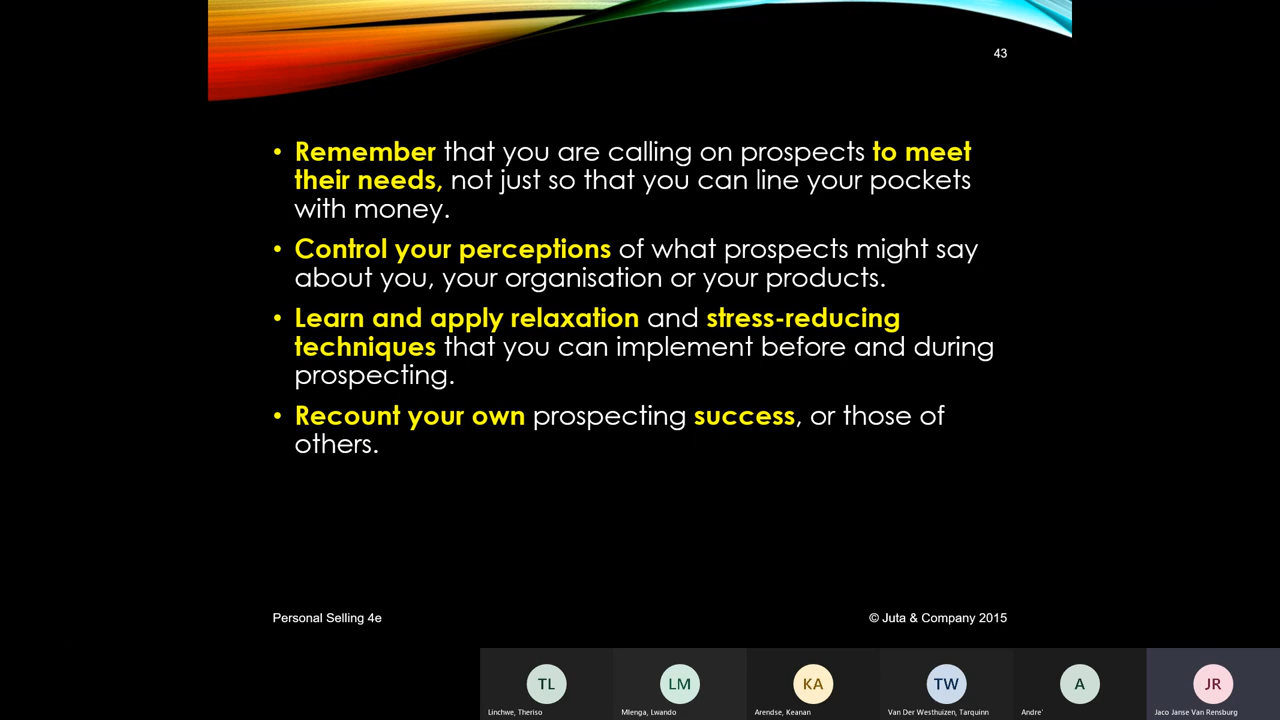 43
• Remember that you are calling on prospects to meet
their needs, not just so that you can line your pockets
with money.
• Control your perceptions of what prospects might say
about you, your organisation or your products.
• Learn and apply relaxation and stress-reducing
techniques that you can implement before and during
prospecting.
• Recount your own prospecting success, or those of
others.
Personal Selling 4e
© Juta & Company 2015
TL
LM
KA
TW
A
JR
Linchwe, Theriso
Mlenga, Lwando
Arendse, Keanan
Van Der Westhuizen, Tarquinn
Andre'
Jaco Janse Van Rensburg